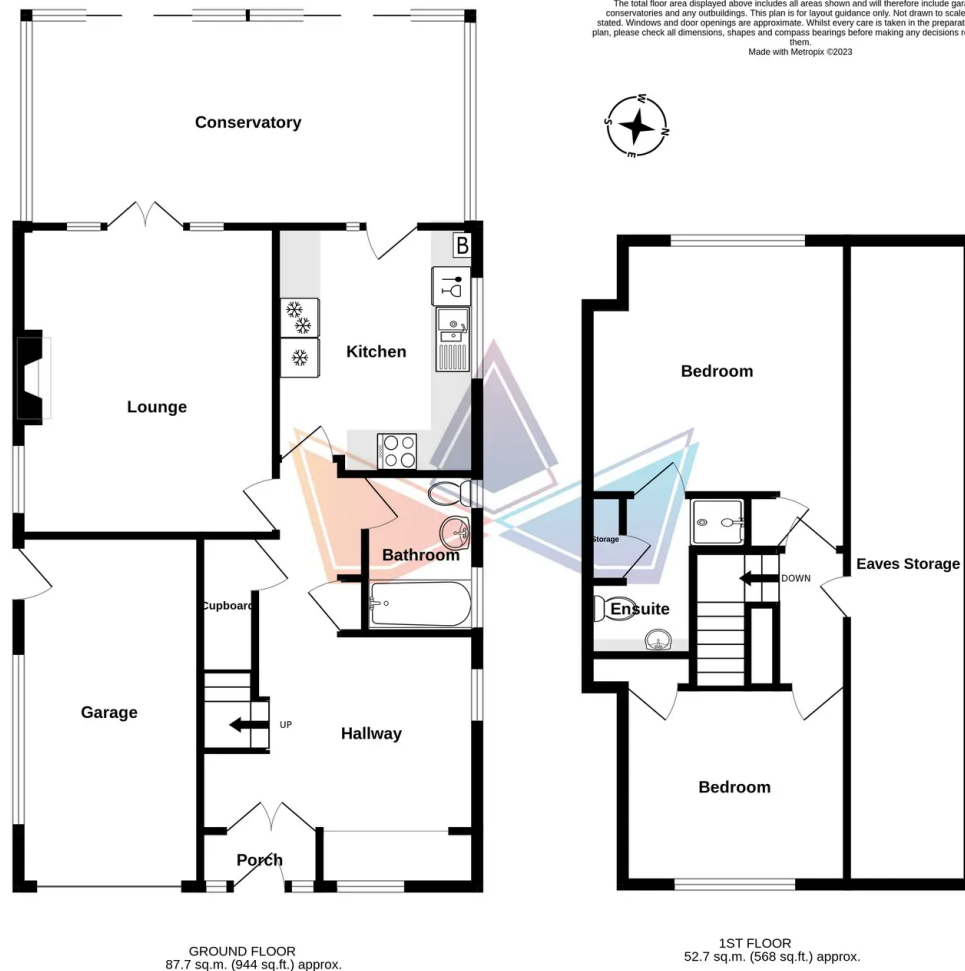 The total floor area displayed above includes all areas shown and will therefore include gara
conservatories and any outbuildings. This plan is for layout guidance only. Not drawn to scale
stated. Windows and door openings are approximate. Whilst every care is taken in the preparat
plan, please check all dimensions, shapes and compass bearings before making any decisions re
them.
Made with Metropix ©2023
W
S
N
E
Conservatory
B
Kitchen
Lounge
Bathroom
Cupboard
Garage
UP
Hallway
Porch
GROUND FLOOR
87.7 sq.m. (944 sq.ft.) approx.
Bedroom
Storage
Eaves Storage
DOWN
Ensuite
Bedroom
1ST FLOOR
52.7 sq.m. (568 sq.ft.) approx.